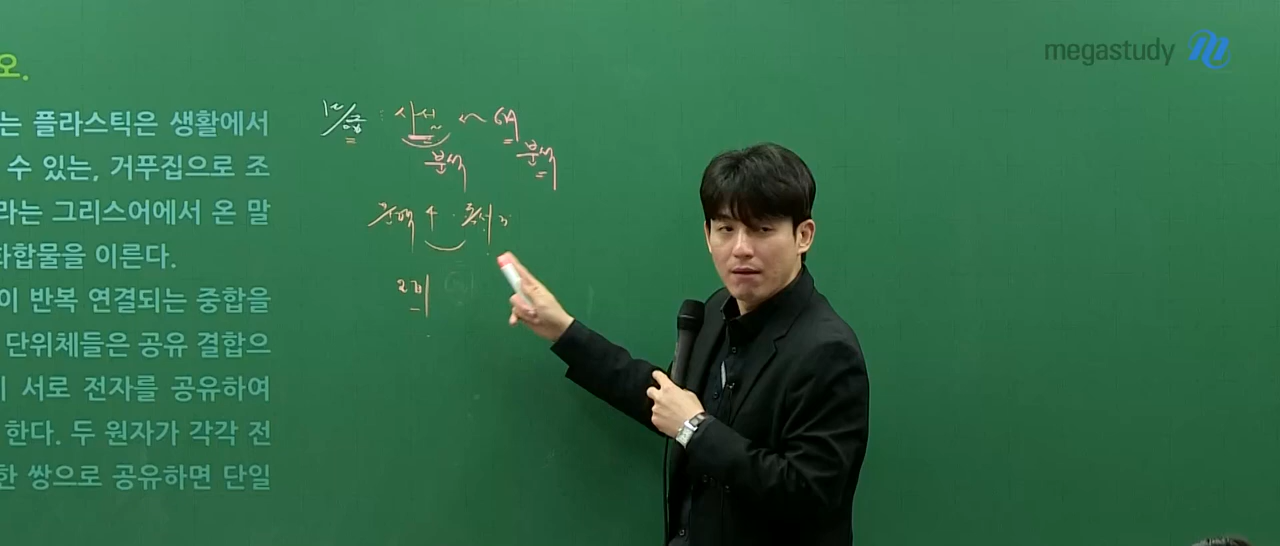 megastudy
오.
는 플라스틱은 생활에서
수 있는, 거푸집으로 조
라는 그리스어에서 온 말
화합물을 이른다.
이 반복 연결되는 중합을
단위체들은 공유 결합으
서로 전자를 공유하여
한다. 두 원자가 각각 전
한 쌍으로 공유하면 단일
분석
분석